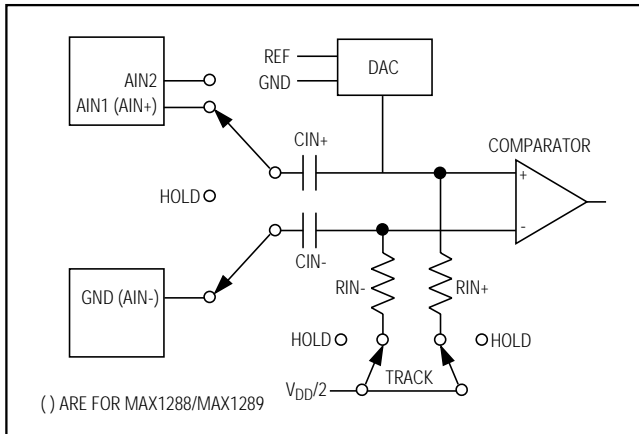 REF
GND
DAC
AIN2
AIN1 (AIN+)
CIN+
COMPARATOR
+
-
HOLD
CIN-
GND (AIN-)
RIN-
RIN+
HOLD
HOLD
TRACK
VDD/2
( ) ARE FOR MAX1288/MAX1289